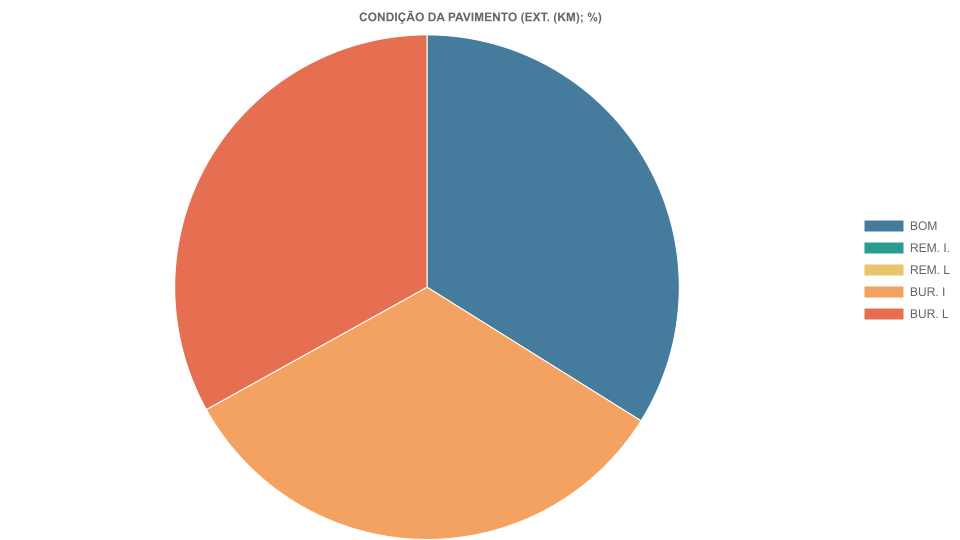 CONDIÇÃO DA PAVIMENTO (EXT. (KM); %)
BOM
REM. I.
REM. L
BUR. I
BUR. L